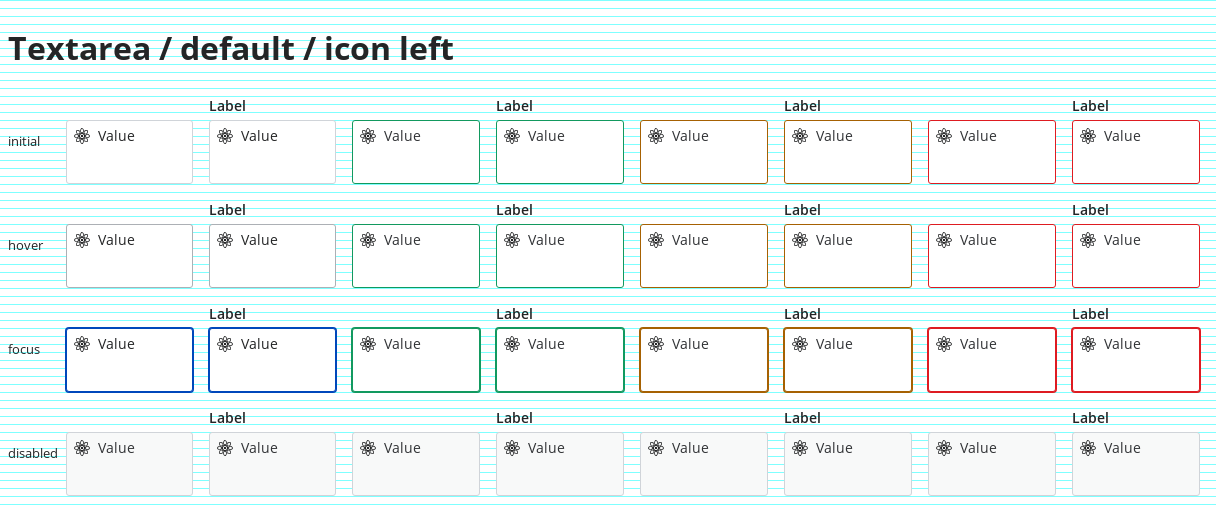 Textarea / default / icon left
Label Label Label Label
initial Value Value Value Value Value Value Value Value
Label Label Label Label
hover Value Value Value Value Value Value Value Value
Label Label Label Label
focus Value Value Value Value Value Value Value Value
Label Label Label Label
disabled Value Value Value Value Value Value Value Value